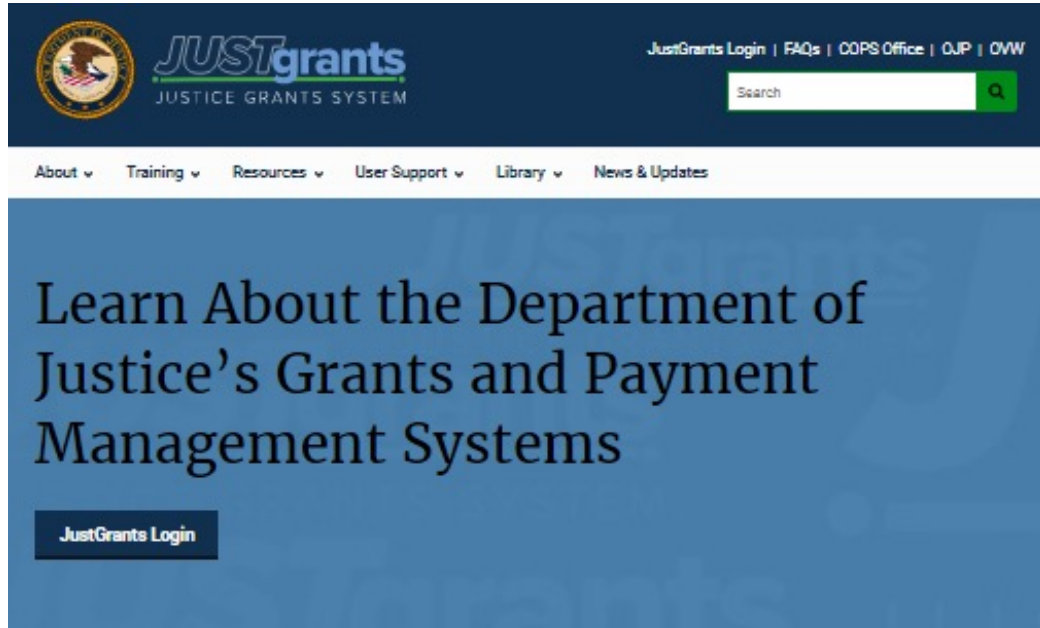 JUSTgrants
JUSTICE GRANTS SYSTEM
JustGrants Login | FAQs | COPS Office | OJP | OVW
Search
About Training Resources User Support Library News & Updates
Learn About the Department of
Justice’s Grants and Payment
Management Systems
JustGrants Login